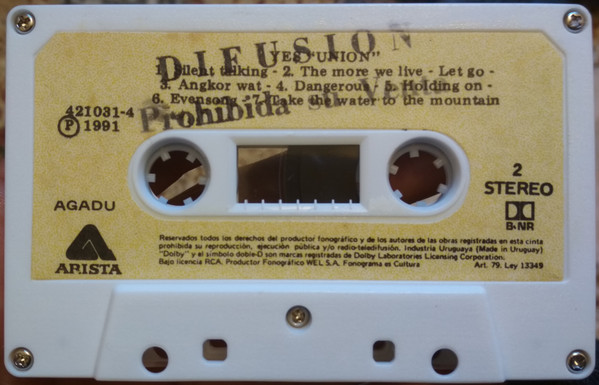 DIFUSION
Prohibida su Venta
YES "UNION"
1. Silent talking - 2. The more we live - Let go -
3. Angkor wat - 4. Dangerous - 5. Holding on -
6. Evensong - 7. Take the water to the mountain
421031-4
Ⓟ 1991
AGADU
ARISTA
2
STEREO
B NR
Reservados todos los derechos del productor fonográfico y de los autores de las obras registradas en esta cinta
prohibida su reproducción, ejecución pública y/o radio-teledifusión. Industria Uruguaya (Made in Uruguay)
"Dolby" y el símbolo doble-D son marcas registradas de Dolby Laboratories Licensing Corporation.
Bajo licencia RCA. Productor Fonográfico WEL S.A. Fonograma es Cultura Art. 79. Ley 13349